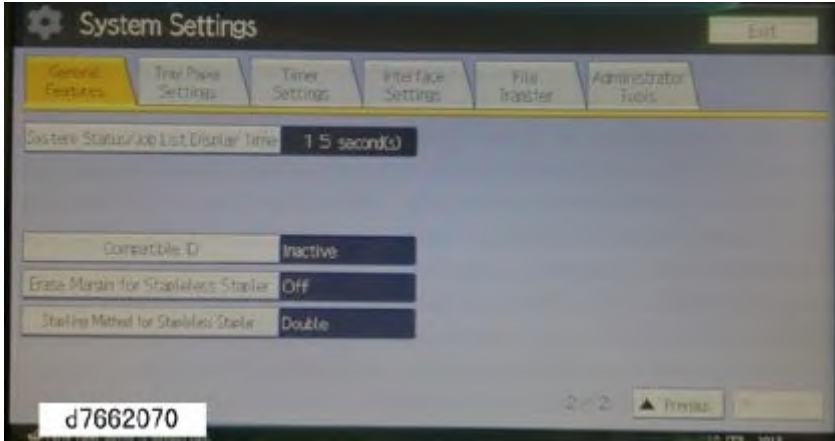 System Settings
Exit
General Features
Tray Paper Settings
Timer Settings
Interface Settings
File Transfer
Administrator Tools
System Status/Job List Display Time
15 second(s)
Compatible ID
Inactive
Erase Margin for Stapleless Stapler
Off
Stapling Method for Stapleless Stapler
Double
2 / 2
▲ Previous
d7662070